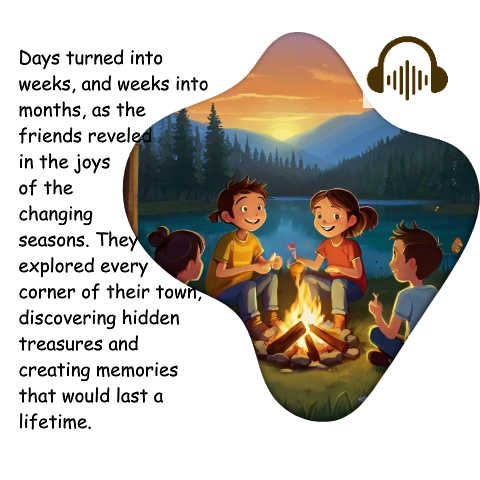 Days turned into
weeks, and weeks into
months, as the
friends reveled
in the joys
of the
changing
seasons. They
explored every
corner of their town,
discovering hidden
treasures and
creating memories
that would last a
lifetime.